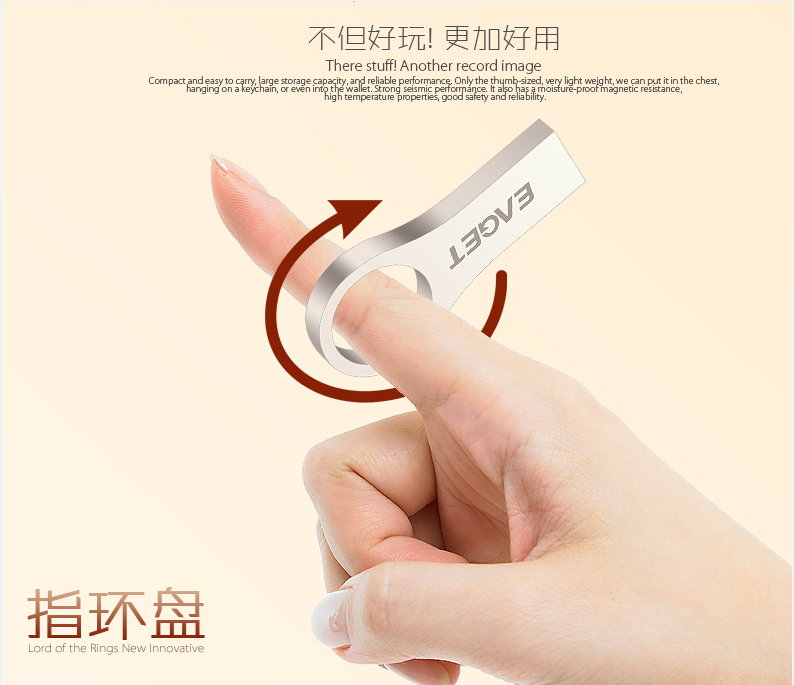 不但好玩! 更加好用
There stuff! Another record image
Compact and easy to carry, large storage capacity, and reliable performance. Only the thumb-sized, very light weight, we can put it in the chest,
hanging on a keychain, or even into the wallet. Strong seismic performance. It also has a moisture-proof magnetic resistance,
high temperature properties, good safety and reliability.
EAGET
指环盘
Lord of the Rings New Innovative